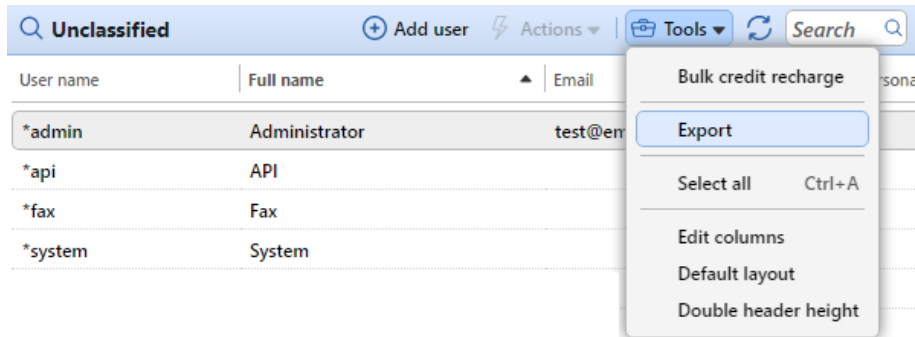 Unclassified Add user Actions Tools Search
User name Full name Email
Bulk credit recharge
*admin Administrator
Export
*api API
Select all Ctrl+A
*fax Fax
Edit columns
*system System
Default layout
Double header height